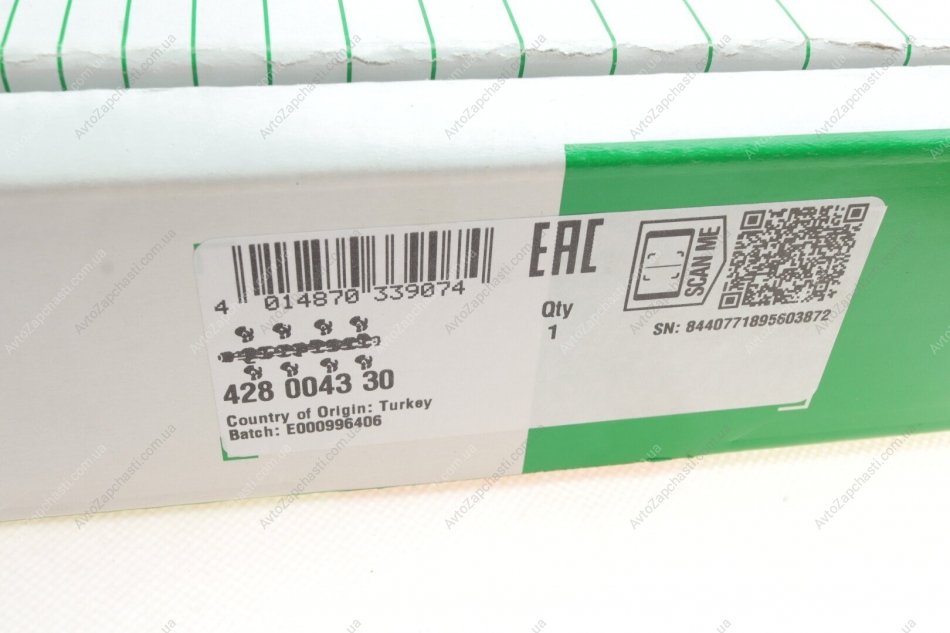 4 014870 339074
EAC
SCAN ME
Qty
1
SN: 8440771895603872
428 0043 30
Country of Origin: Turkey
Batch: E000996406
AvtoZapchasti.com.ua